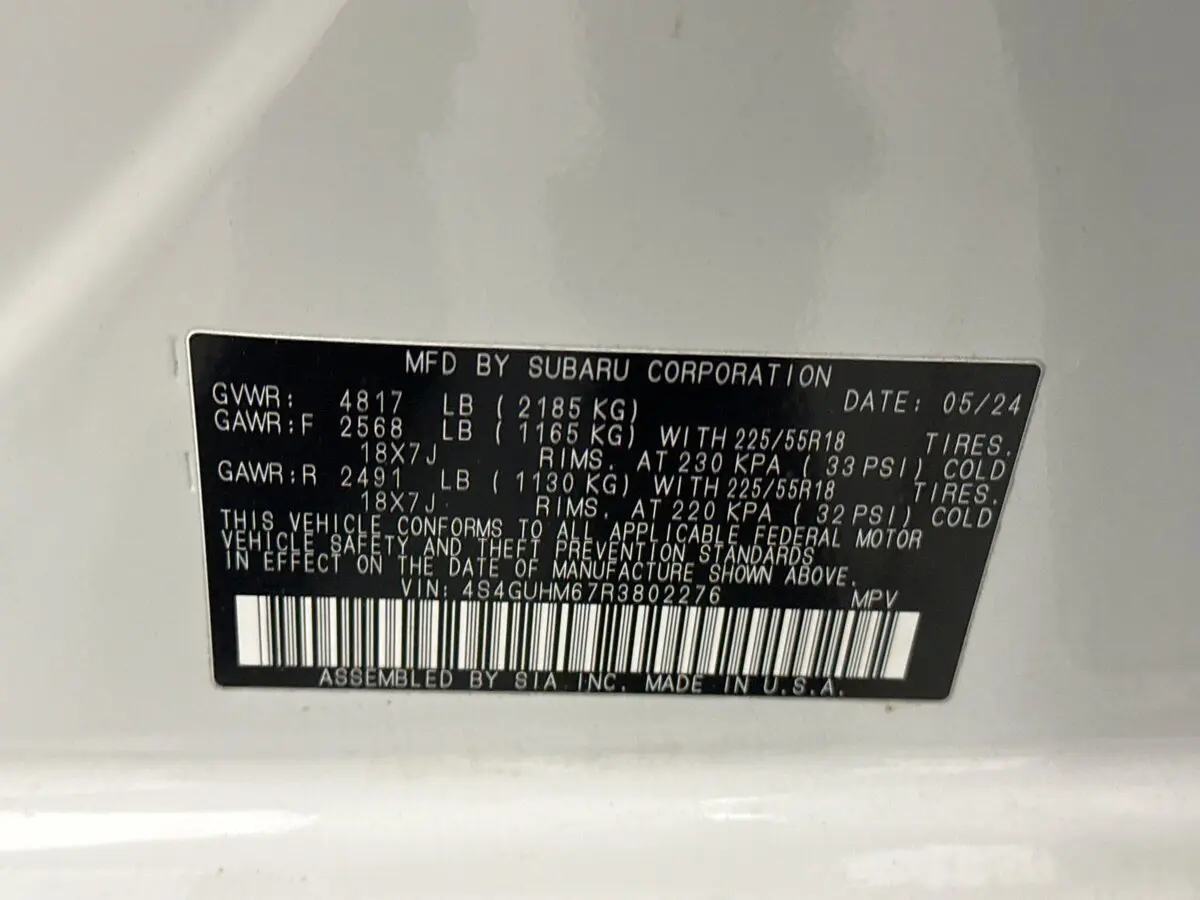 MFD BY SUBARU CORPORATION
GVWR: 4817 LB ( 2185 KG) DATE: 05/24
GAWR:F 2568 LB ( 1165 KG) WITH 225/55R18 TIRES.
18X7J RIMS. AT 230 KPA ( 33 PSI) COLD
GAWR:R 2491 LB ( 1130 KG) WITH 225/55R18 TIRES.
18X7J RIMS. AT 220 KPA ( 32 PSI) COLD
THIS VEHICLE CONFORMS TO ALL APPLICABLE FEDERAL MOTOR
VEHICLE SAFETY AND THEFT PREVENTION STANDARDS
IN EFFECT ON THE DATE OF MANUFACTURE SHOWN ABOVE.
VIN: 4S4GUHM67R3802276 MPV
ASSEMBLED BY SIA INC. MADE IN U.S.A.